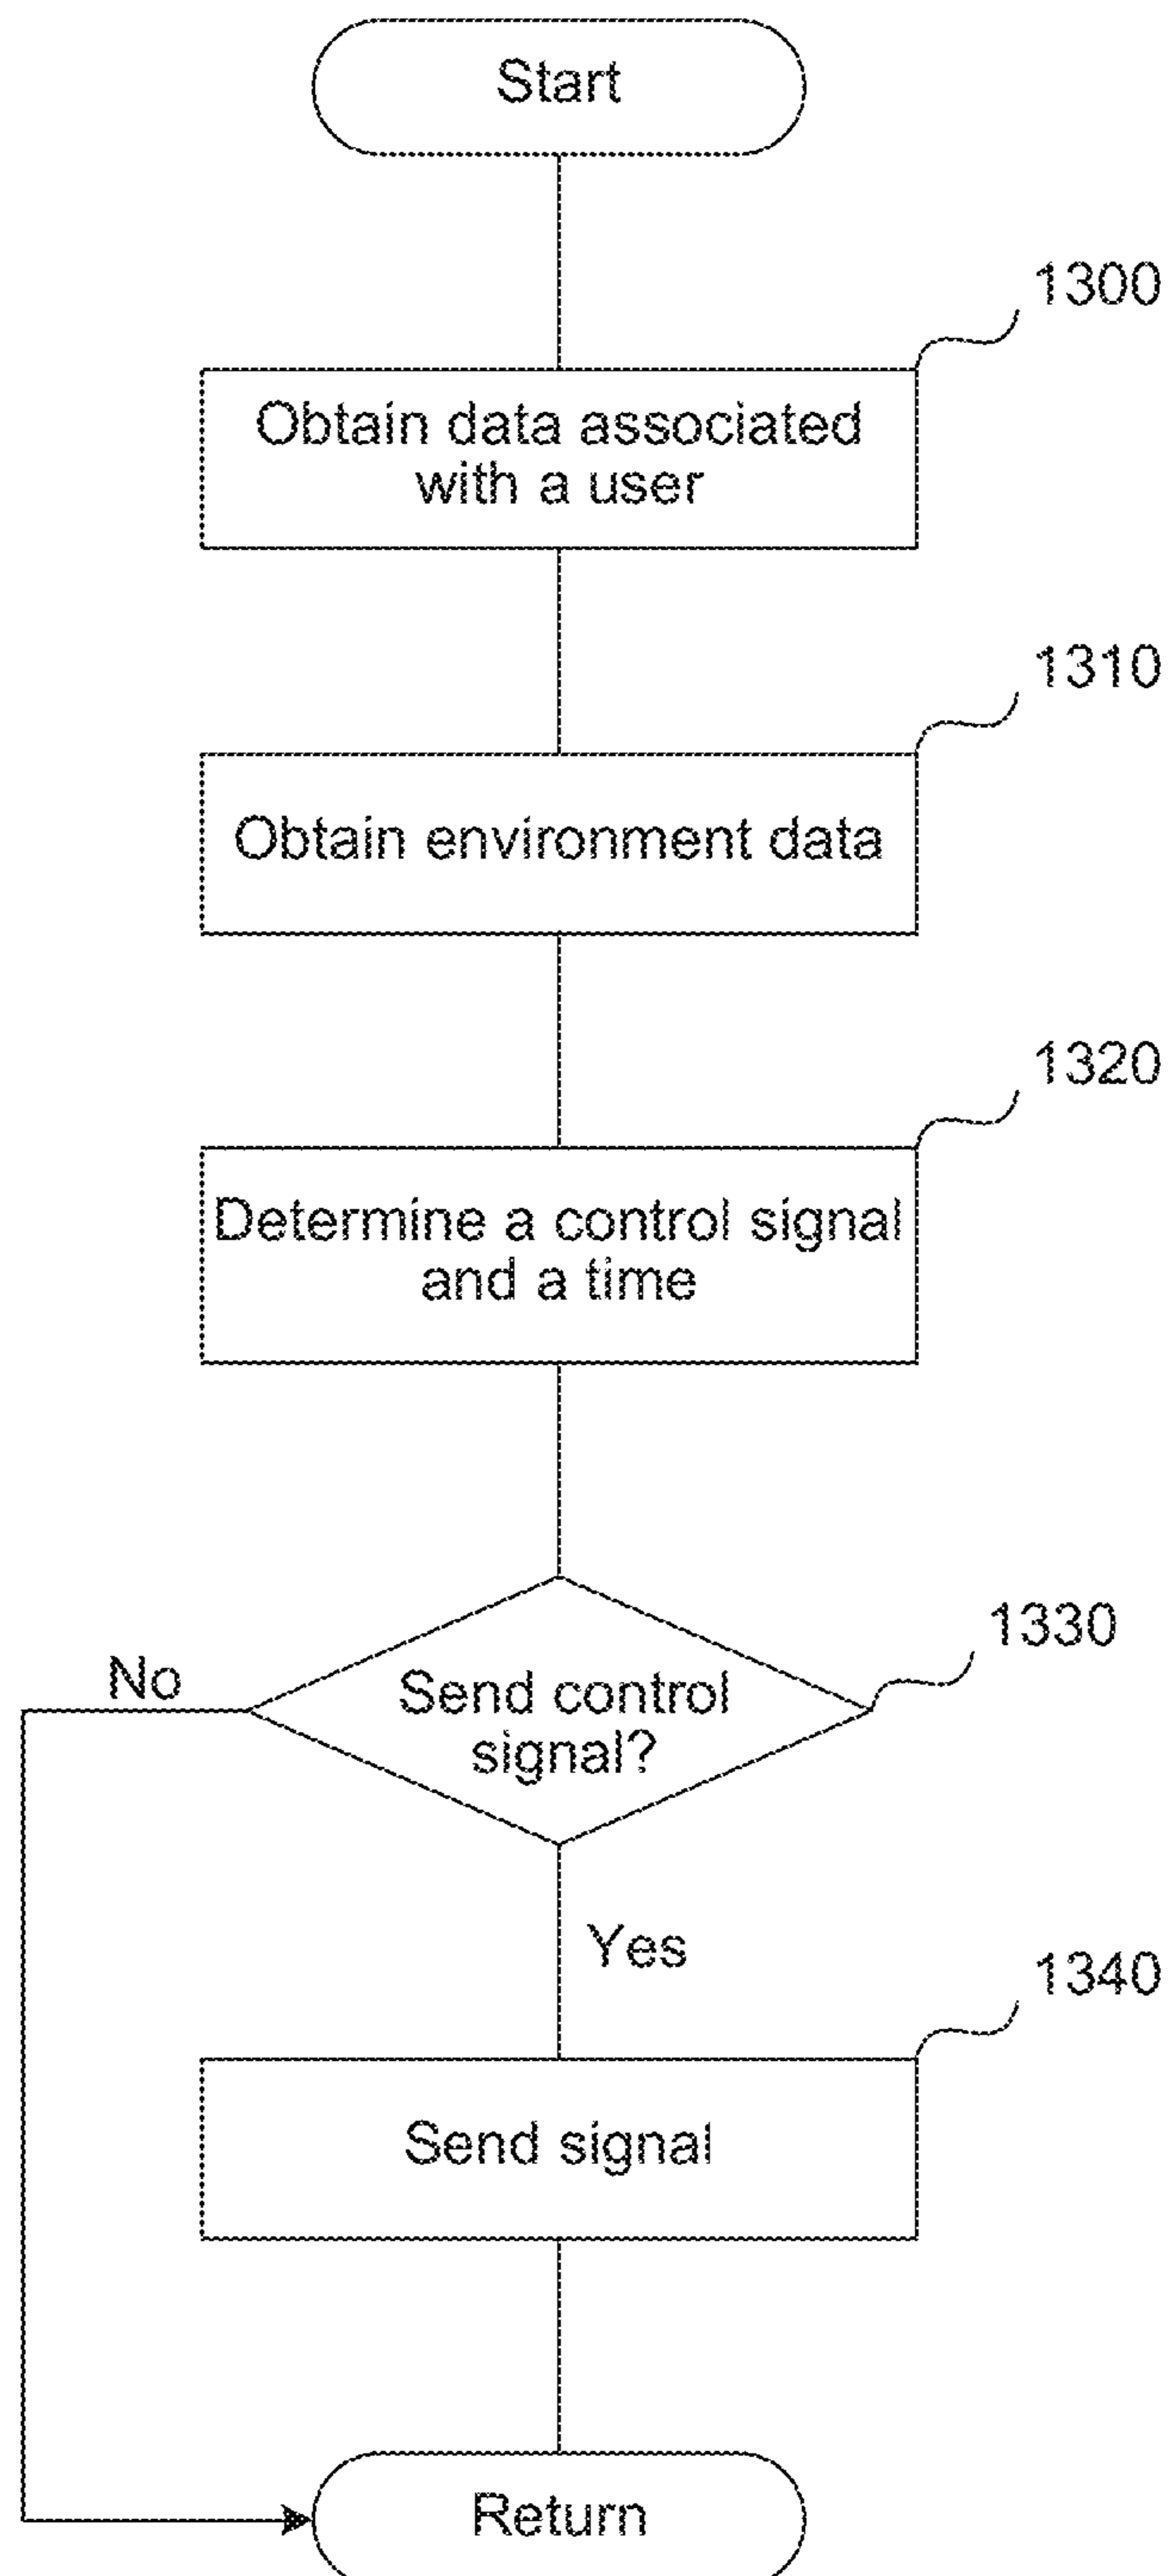 Start
1300
Obtain data associated
with a user
1310
Obtain environment data
1320
Determine a control signal
and a time
1330
No
Send control
signal?
Yes
1340
Send signal
Return